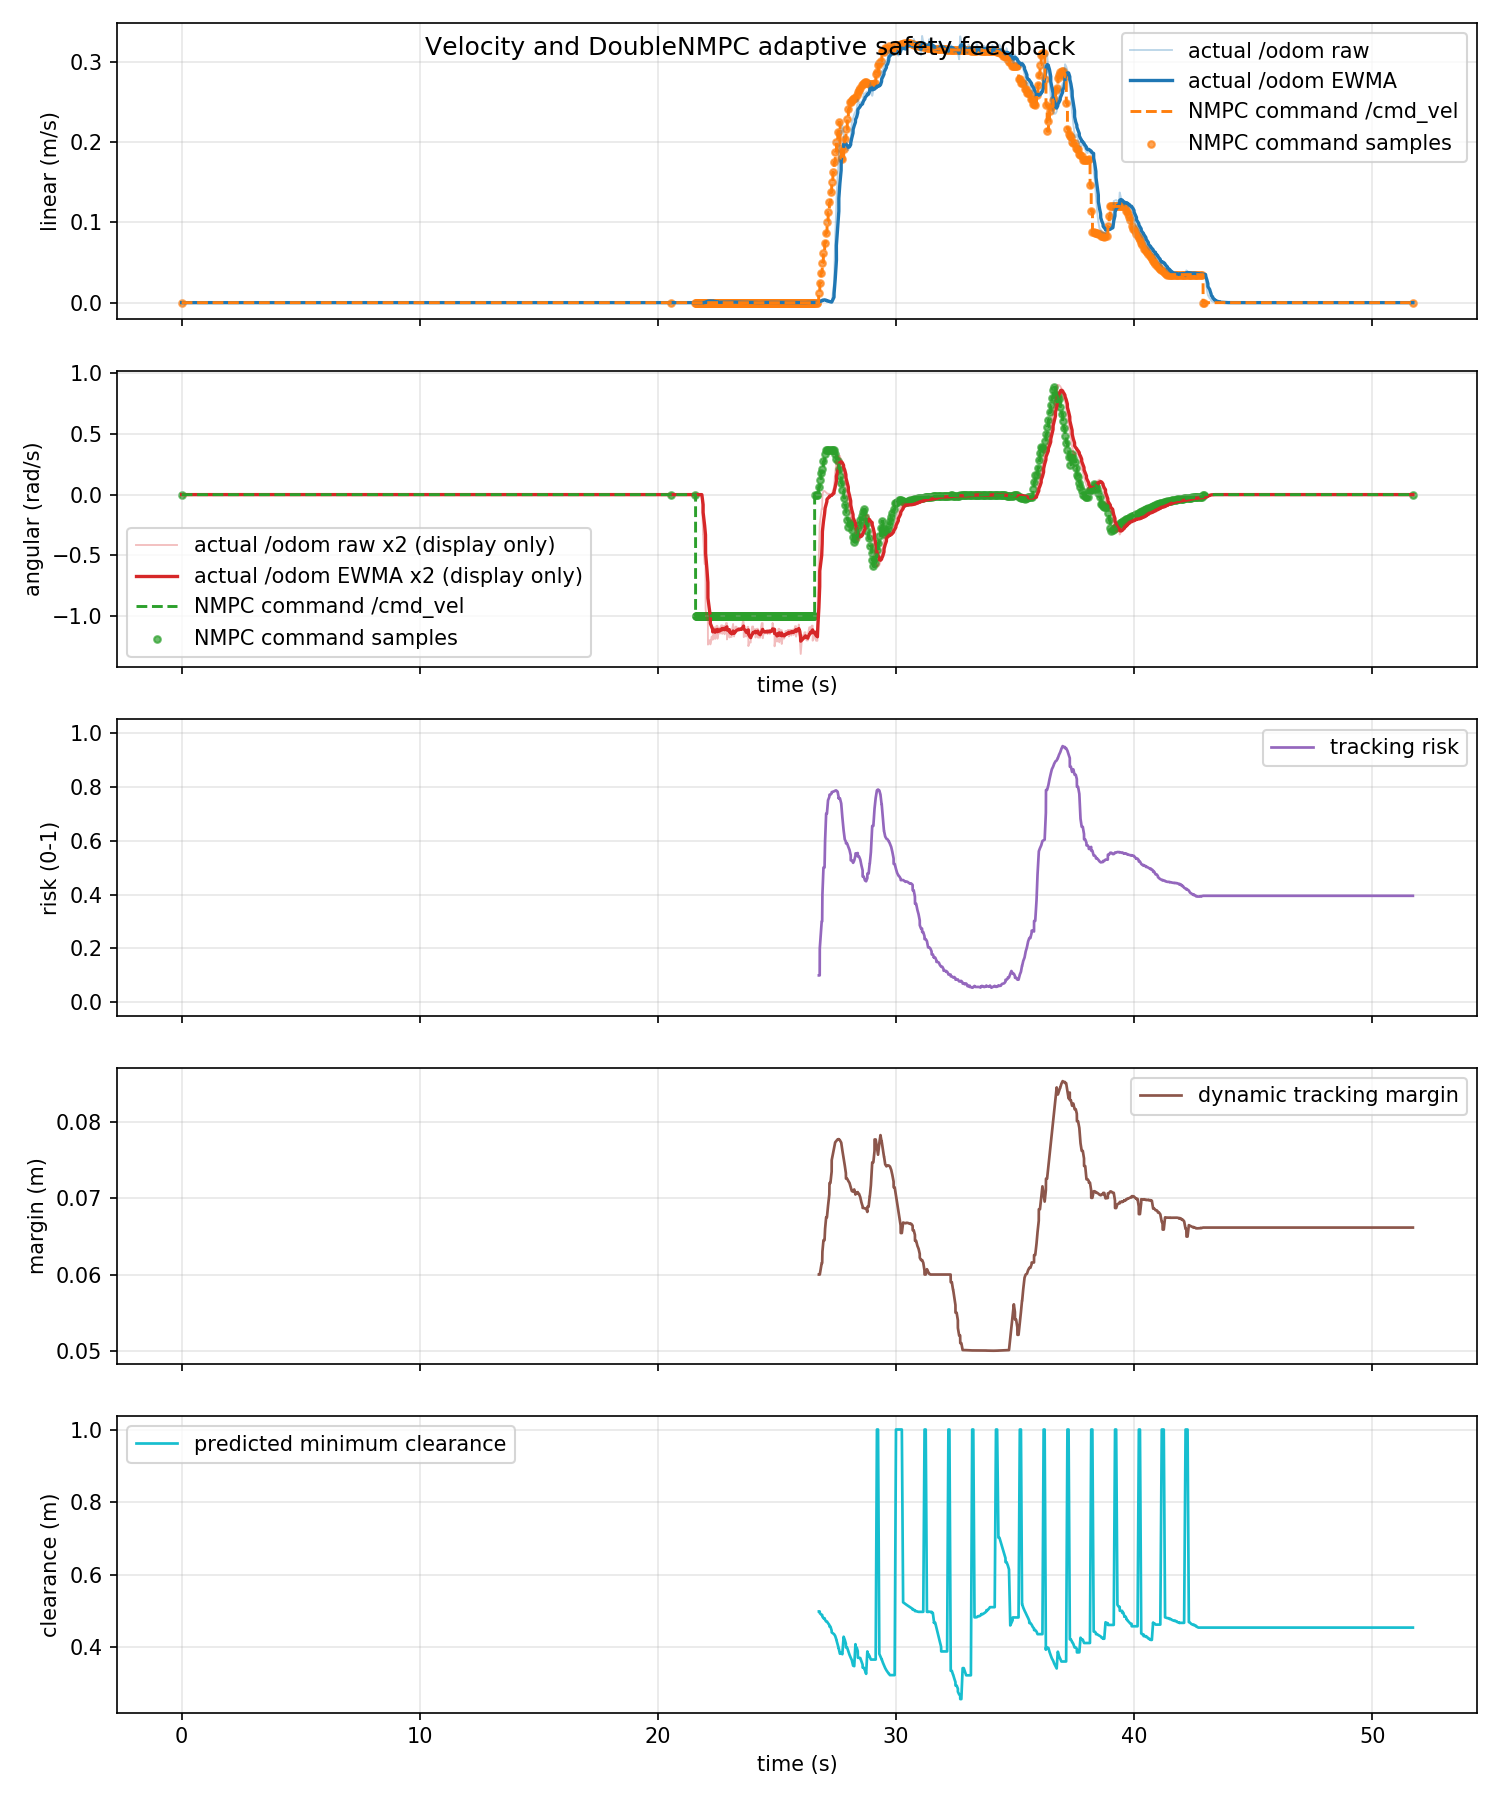 Velocity and DoubleNMPC adaptive safety feedback
linear (m/s)
0.3
0.2
0.1
0.0
actual /odom raw
actual /odom EWMA
NMPC command /cmd_vel
NMPC command samples
angular (rad/s)
1.0
0.5
0.0
−0.5
−1.0
actual /odom raw x2 (display only)
actual /odom EWMA x2 (display only)
NMPC command /cmd_vel
NMPC command samples
time (s)
risk (0-1)
1.0
0.8
0.6
0.4
0.2
0.0
tracking risk
margin (m)
0.08
0.07
0.06
0.05
dynamic tracking margin
clearance (m)
1.0
0.8
0.6
0.4
predicted minimum clearance
0 10 20 30 40 50
time (s)